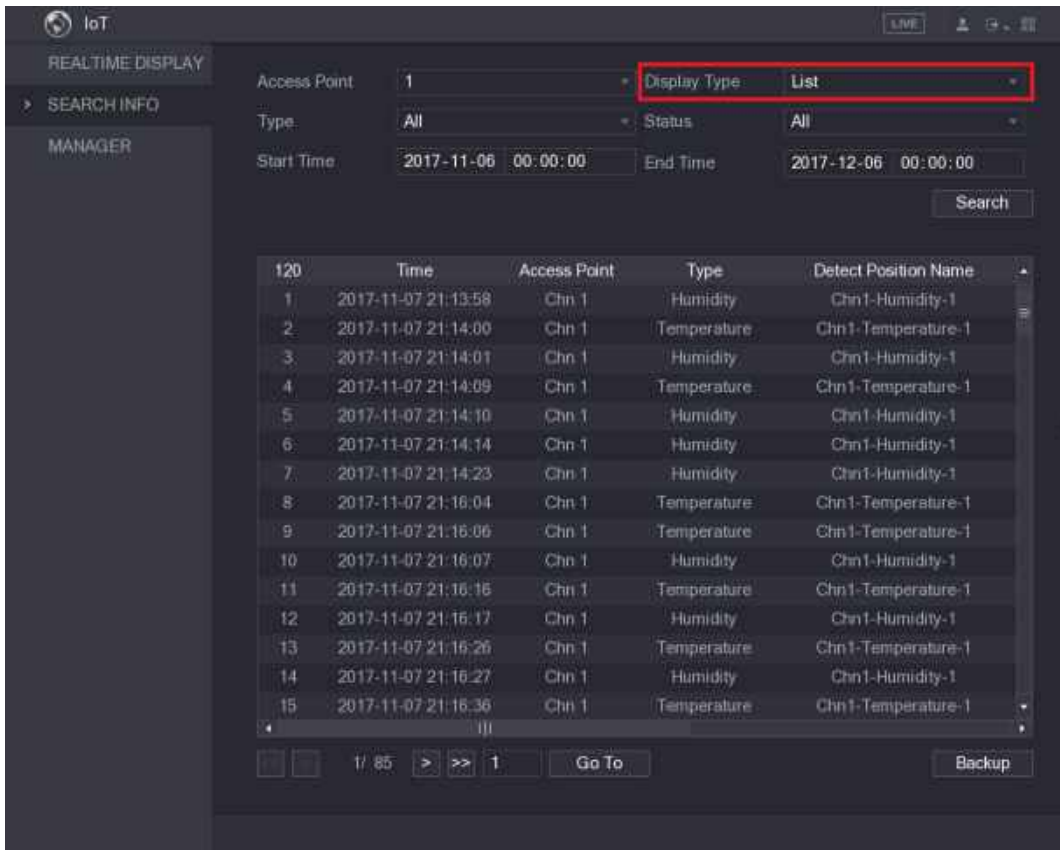 IoT LIVE
REALTIME DISPLAY
SEARCH INFO
MANAGER
Access Point 1 Display Type List
Type All Status All
Start Time 2017-11-06 00:00:00 End Time 2017-12-06 00:00:00
Search
120 Time Access Point Type Detect Position Name
1 2017-11-07 21:13:58 Chn 1 Humidity Chn1-Humidity-1
2 2017-11-07 21:14:00 Chn 1 Temperature Chn1-Temperature-1
3 2017-11-07 21:14:01 Chn 1 Humidity Chn1-Humidity-1
4 2017-11-07 21:14:09 Chn 1 Temperature Chn1-Temperature-1
5 2017-11-07 21:14:10 Chn 1 Humidity Chn1-Humidity-1
6 2017-11-07 21:14:14 Chn 1 Humidity Chn1-Humidity-1
7 2017-11-07 21:14:23 Chn 1 Humidity Chn1-Humidity-1
8 2017-11-07 21:16:04 Chn 1 Temperature Chn1-Temperature-1
9 2017-11-07 21:16:06 Chn 1 Temperature Chn1-Temperature-1
10 2017-11-07 21:16:07 Chn 1 Humidity Chn1-Humidity-1
11 2017-11-07 21:16:16 Chn 1 Temperature Chn1-Temperature-1
12 2017-11-07 21:16:17 Chn 1 Humidity Chn1-Humidity-1
13 2017-11-07 21:16:26 Chn 1 Temperature Chn1-Temperature-1
14 2017-11-07 21:16:27 Chn 1 Humidity Chn1-Humidity-1
15 2017-11-07 21:16:36 Chn 1 Temperature Chn1-Temperature-1
1/ 85 > >> 1 Go To Backup